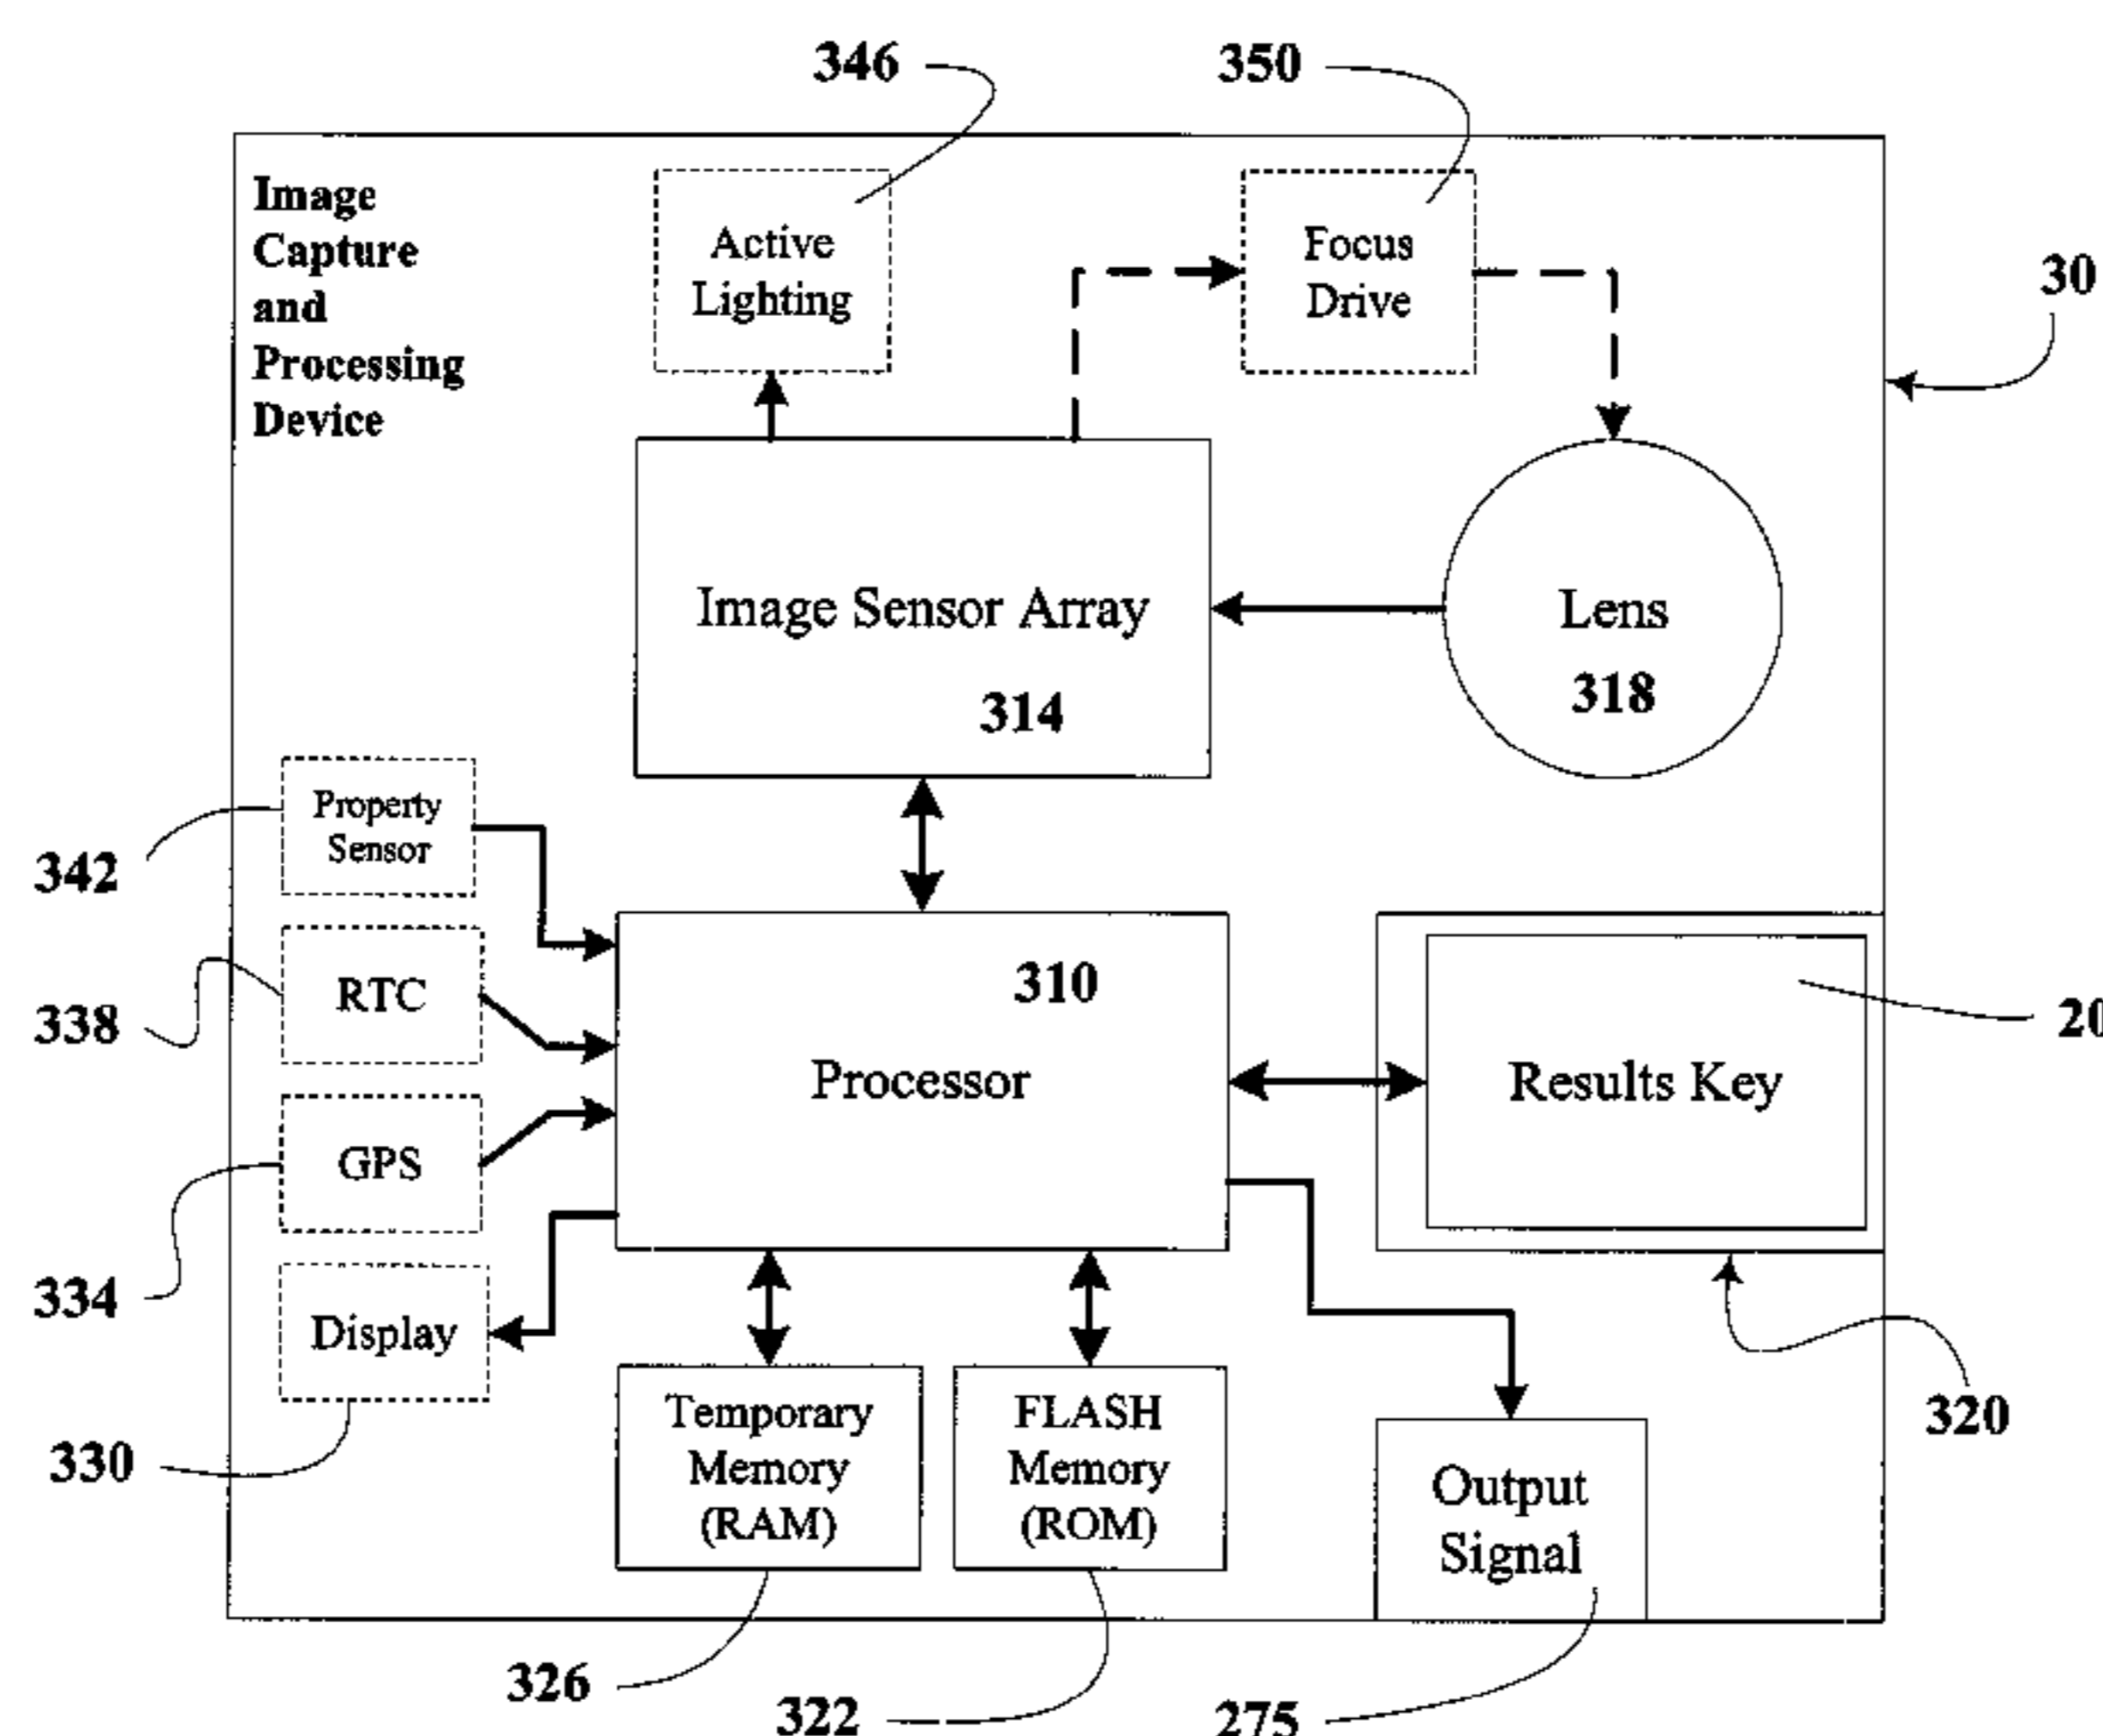 346
350
Image
Capture
and
Processing
Device
Active
Lighting
Focus
Drive
30
Image Sensor Array
314
Lens
318
Property
Sensor
342
RTC
338
GPS
334
Display
330
310
Processor
Results Key
20
320
Temporary
Memory
(RAM)
FLASH
Memory
(ROM)
Output
Signal
326
322
275